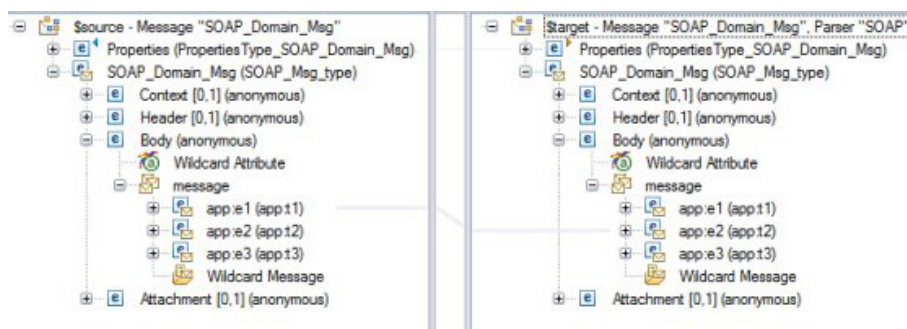 $source - Message "SOAP_Domain_Msg"
Properties (PropertiesType_SOAP_Domain_Msg)
SOAP_Domain_Msg (SOAP_Msg_type)
Context [0,1] (anonymous)
Header [0,1] (anonymous)
Body (anonymous)
Wildcard Attribute
message
app:e1 (app:t1)
app:e2 (app:t2)
app:e3 (app:t3)
Wildcard Message
Attachment [0,1] (anonymous)
$target - Message "SOAP_Domain_Msg", Parser "SOAP"
Properties (PropertiesType_SOAP_Domain_Msg)
SOAP_Domain_Msg (SOAP_Msg_type)
Context [0,1] (anonymous)
Header [0,1] (anonymous)
Body (anonymous)
Wildcard Attribute
message
app:e1 (app:t1)
app:e2 (app:t2)
app:e3 (app:t3)
Wildcard Message
Attachment [0,1] (anonymous)